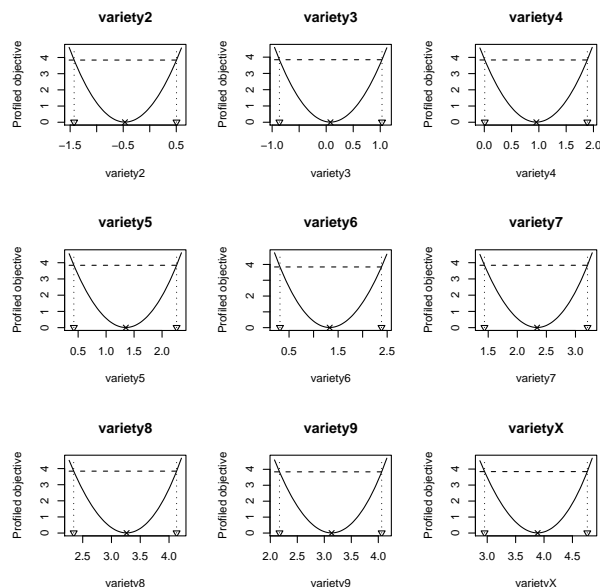 variety2 variety3 variety4
Profiled objective Profiled objective Profiled objective
4 4 4
3 3 3
2 2 2
1 1 1
0 0 0
−1.5 −0.5 0.5 −1.0 0.0 1.0 0.0 0.5 1.0 1.5 2.0
variety2 variety3 variety4
variety5 variety6 variety7
Profiled objective Profiled objective Profiled objective
4 4 4
3 3 3
2 2 2
1 1 1
0 0 0
0.5 1.0 1.5 2.0 0.5 1.5 2.5 1.5 2.0 2.5 3.0
variety5 variety6 variety7
variety8 variety9 varietyX
Profiled objective Profiled objective Profiled objective
4 4 4
3 3 3
2 2 2
1 1 1
0 0 0
2.5 3.0 3.5 4.0 2.0 2.5 3.0 3.5 4.0 3.0 3.5 4.0 4.5
variety8 variety9 varietyX